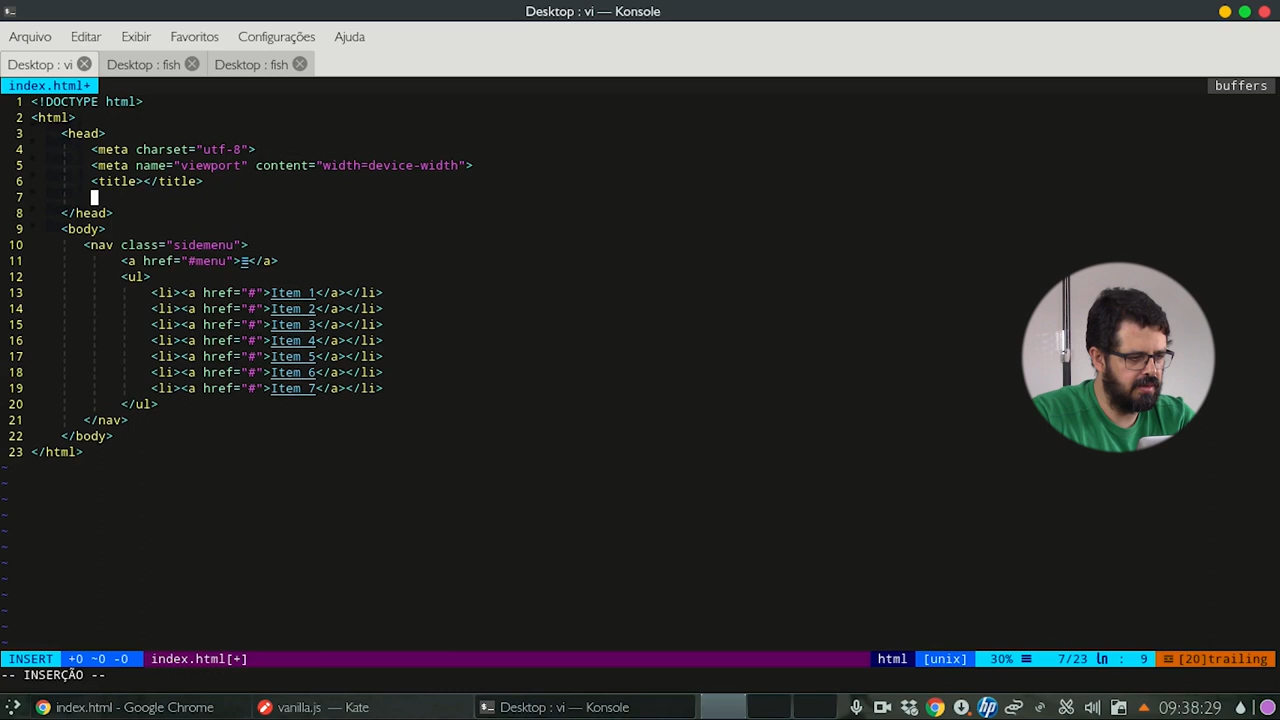 Desktop : vi — Konsole
Arquivo Editar Exibir Favoritos Configurações Ajuda
Desktop : vi Desktop : fish Desktop : fish
index.html+ buffers
1 <!DOCTYPE html>
2 <html>
3 <head>
4 <meta charset="utf-8">
5 <meta name="viewport" content="width=device-width">
6 <title></title>
7
8 </head>
9 <body>
10 <nav class="sidemenu">
11 <a href="#menu">≡</a>
12 <ul>
13 <li><a href="#">Item 1</a></li>
14 <li><a href="#">Item 2</a></li>
15 <li><a href="#">Item 3</a></li>
16 <li><a href="#">Item 4</a></li>
17 <li><a href="#">Item 5</a></li>
18 <li><a href="#">Item 6</a></li>
19 <li><a href="#">Item 7</a></li>
20 </ul>
21 </nav>
22 </body>
23 </html>
~
~
~
~
~
~
~
~
~
~
~
~
INSERT +0 ~0 -0 index.html[+] html [unix] 30% ≡ 7/23 ln : 9 [20]trailing
-- INSERÇÃO --
index.html - Google Chrome vanilla.js — Kate Desktop : vi — Konsole hp 09:38:29